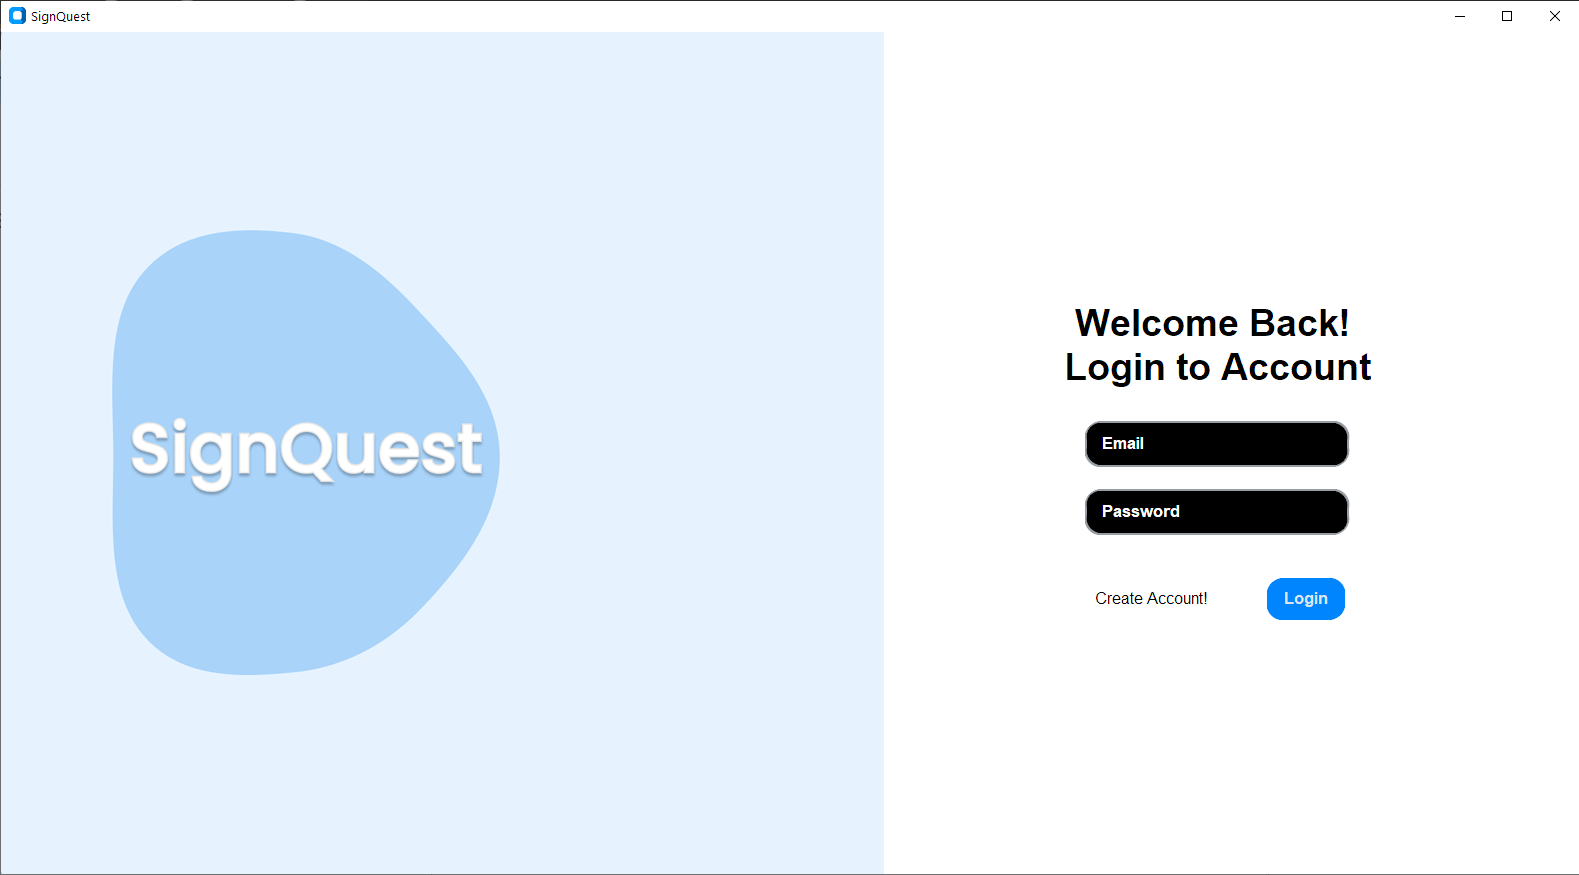 SignQuest
SignQuest
Welcome Back!
Login to Account
Email
Password
Create Account!
Login